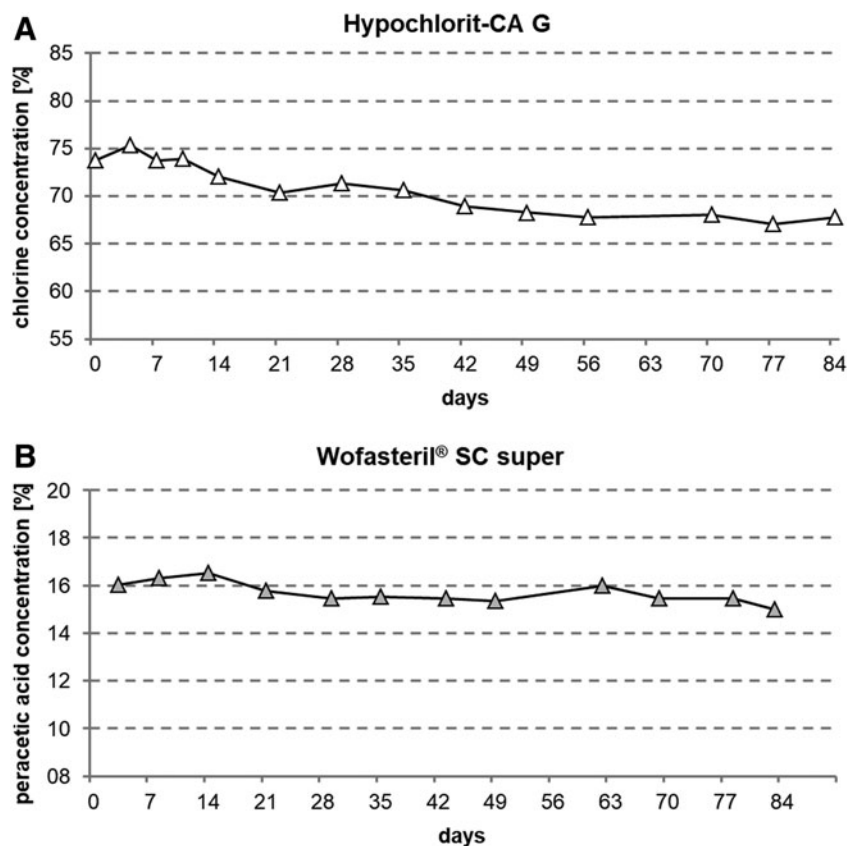 A
Hypochlorit-CA G
chlorine concentration [%]
85
80
75
70
65
60
55
0 7 14 21 28 35 42 49 56 63 70 77 84
days
B
Wofasteril® SC super
peracetic acid concentration [%]
20
18
16
14
12
10
08
0 7 14 21 28 35 42 49 56 63 70 84
days